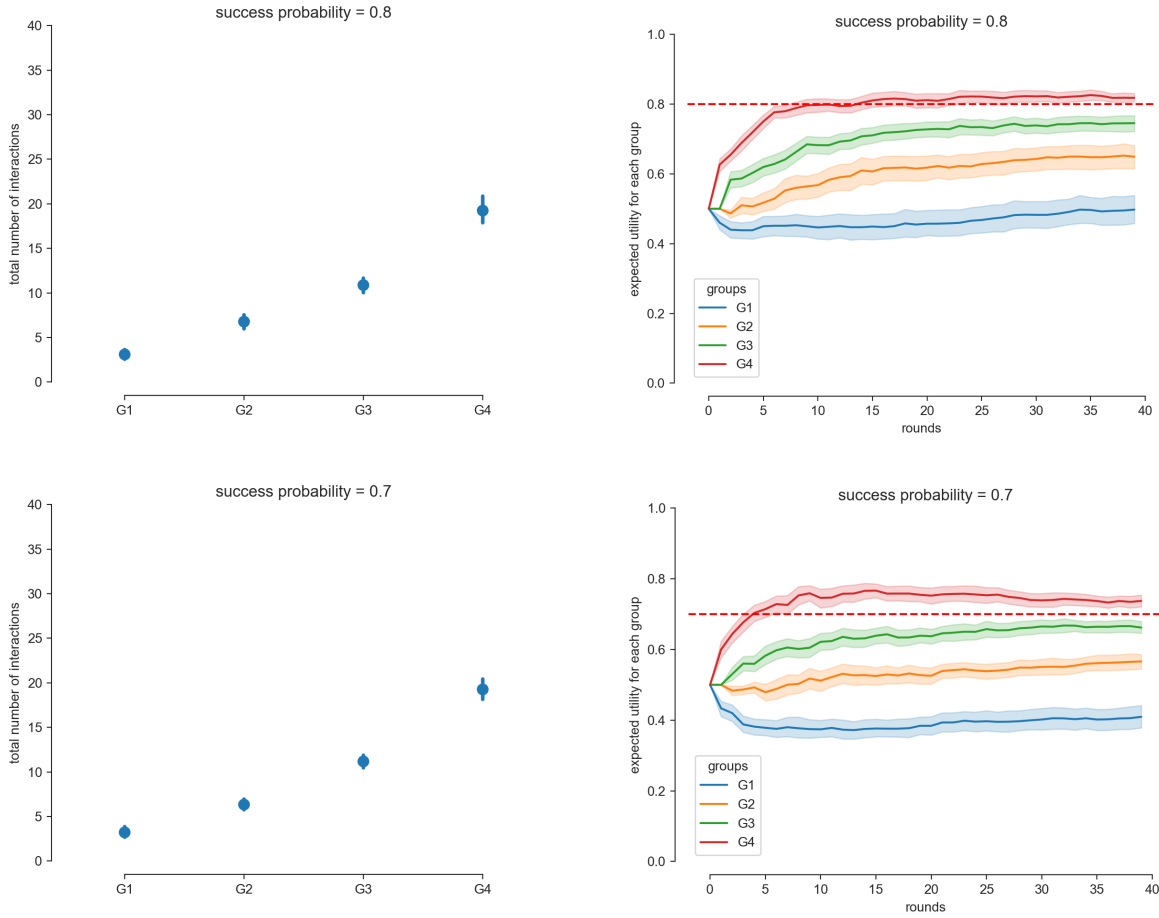 success probability = 0.8
total number of interactions
40
35
30
25
20
15
10
5
0
G1 G2 G3 G4
success probability = 0.8
expected utility for each group
1.0
0.8
0.6
0.4
0.2
0.0
groups
G1
G2
G3
G4
0 5 10 15 20 25 30 35 40
rounds
success probability = 0.7
total number of interactions
40
35
30
25
20
15
10
5
0
G1 G2 G3 G4
success probability = 0.7
expected utility for each group
1.0
0.8
0.6
0.4
0.2
0.0
groups
G1
G2
G3
G4
0 5 10 15 20 25 30 35 40
rounds